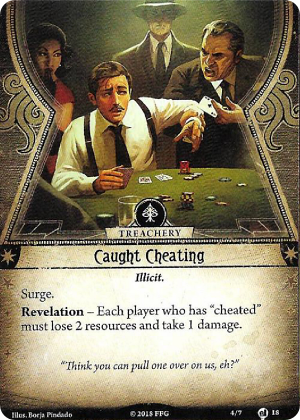 TREACHERY
Caught Cheating
Illicit.
Surge.
Revelation – Each player who has “cheated”
must lose 2 resources and take 1 damage.
“Think you can pull one over on us, eh?”
Illus. Borja Pindado
© 2018 FFG
4/7
18